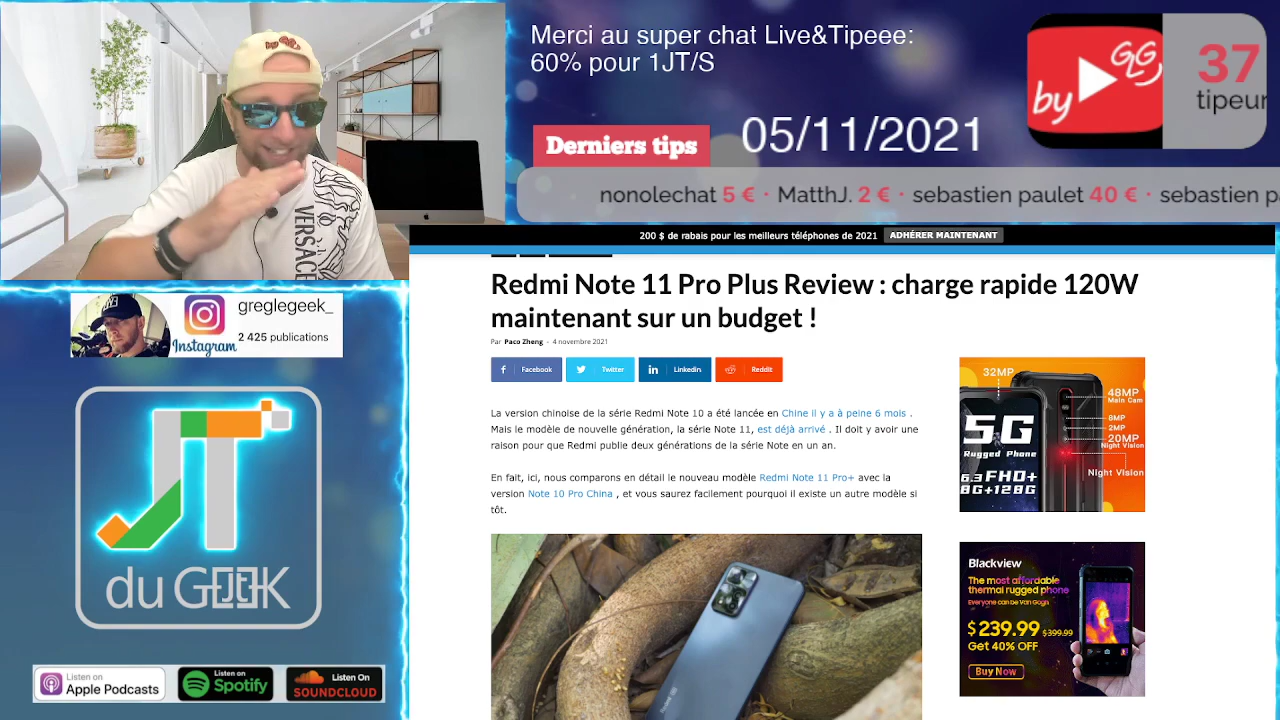 Merci au super chat Live&Tipeee:
60% pour 1JT/S
by GLG
37
tipeur
Derniers tips
05/11/2021
nonolechat 5 € · MatthJ. 2 € · sebastien paulet 40 € · sebastien p
VERSACE
200 $ de rabais pour les meilleurs téléphones de 2021 ADHÉRER MAINTENANT
Redmi Note 11 Pro Plus Review : charge rapide 120W
maintenant sur un budget !
Par Paco Zheng - 4 novembre 2021
Facebook Twitter Linkedin Reddit
La version chinoise de la série Redmi Note 10 a été lancée en Chine il y a à peine 6 mois .
Mais le modèle de nouvelle génération, la série Note 11, est déjà arrivé . Il doit y avoir une
raison pour que Redmi publie deux générations de la série Note en un an.
En fait, ici, nous comparons en détail le nouveau modèle Redmi Note 11 Pro+ avec la
version Note 10 Pro China , et vous saurez facilement pourquoi il existe un autre modèle si
tôt.
32MP
48MP
Main Cam
8MP
2MP
20MP
Night Vision
Night Vision
5G
Rugged Phone
6.3 FHD+
8G+128G
Blackview
The most affordable
thermal rugged phone
Everyone can be Van Gogh
$ 239.99 $399.99
Get 40% OFF
Buy Now
greglegeek_
2 425 publications
Instagram
JT
du GEEK
Listen on
Apple Podcasts
Listen on
Spotify
Listen On
SOUNDCLOUD